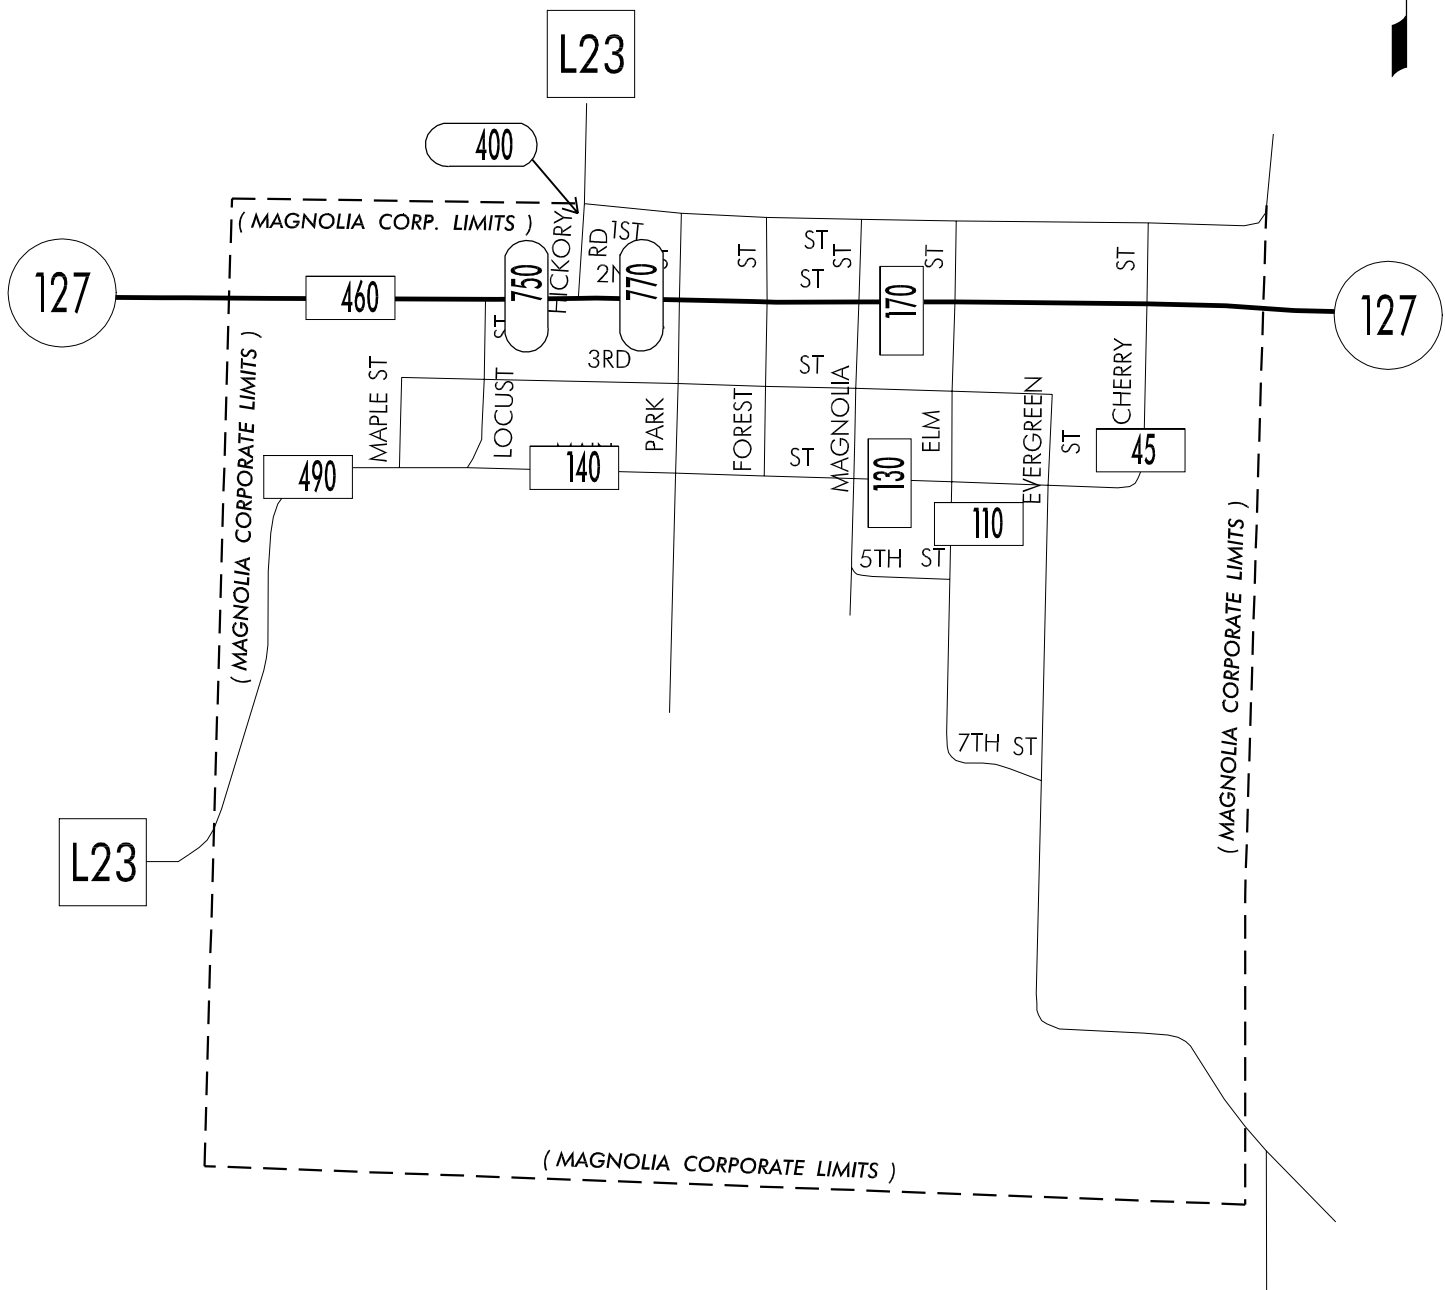 L23
400
( MAGNOLIA CORP. LIMITS )
HICKORY
RD
1ST
ST
ST
ST
ST
ST
2N
ST
127
460
750
770
170
127
ST
3RD
ST
( MAGNOLIA CORPORATE LIMITS )
MAPLE ST
LOCUST
PARK
FOREST
MAGNOLIA
ELM
EVERGREEN
CHERRY
ST
490
140
ST
130
45
110
5TH ST
( MAGNOLIA CORPORATE LIMITS )
7TH ST
L23
( MAGNOLIA CORPORATE LIMITS )